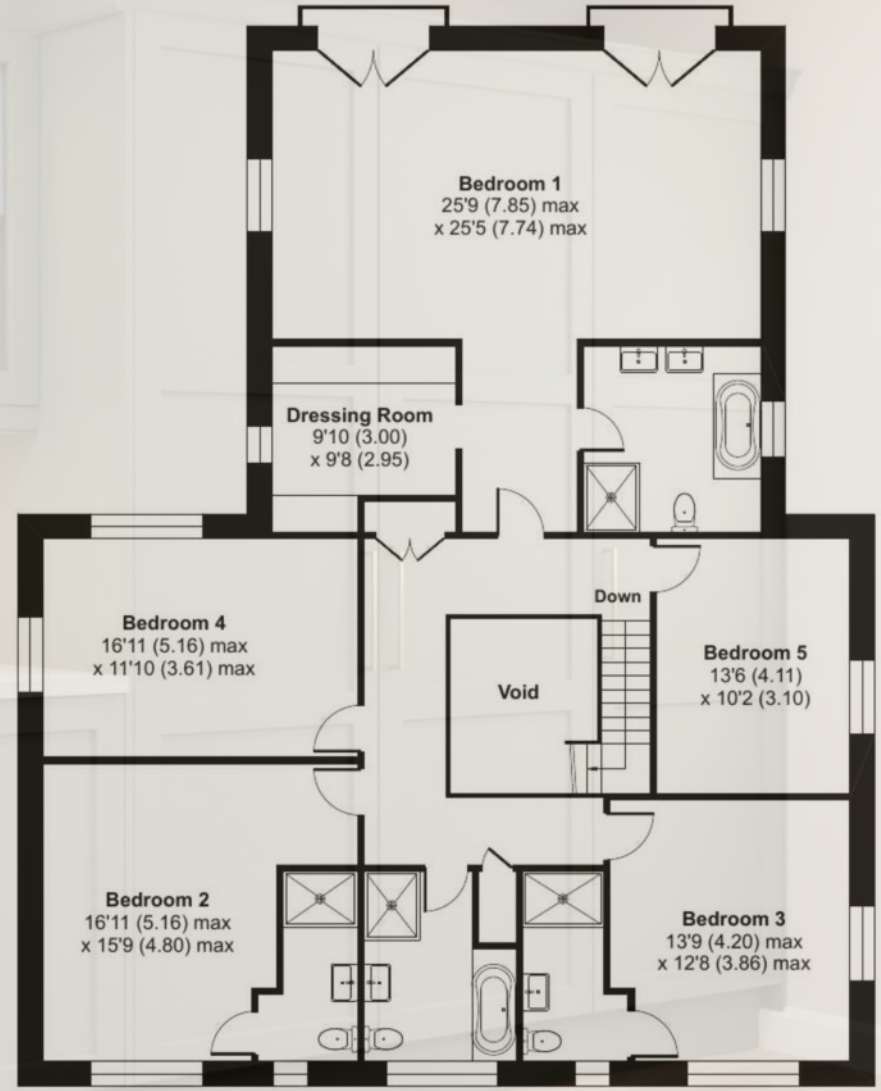 Bedroom 1
25'9 (7.85) max
x 25'5 (7.74) max
Dressing Room
9'10 (3.00)
x 9'8 (2.95)
Down
Bedroom 4
16'11 (5.16) max
x 11'10 (3.61) max
Void
Bedroom 5
13'6 (4.11)
x 10'2 (3.10)
Bedroom 2
16'11 (5.16) max
x 15'9 (4.80) max
Bedroom 3
13'9 (4.20) max
x 12'8 (3.86) max